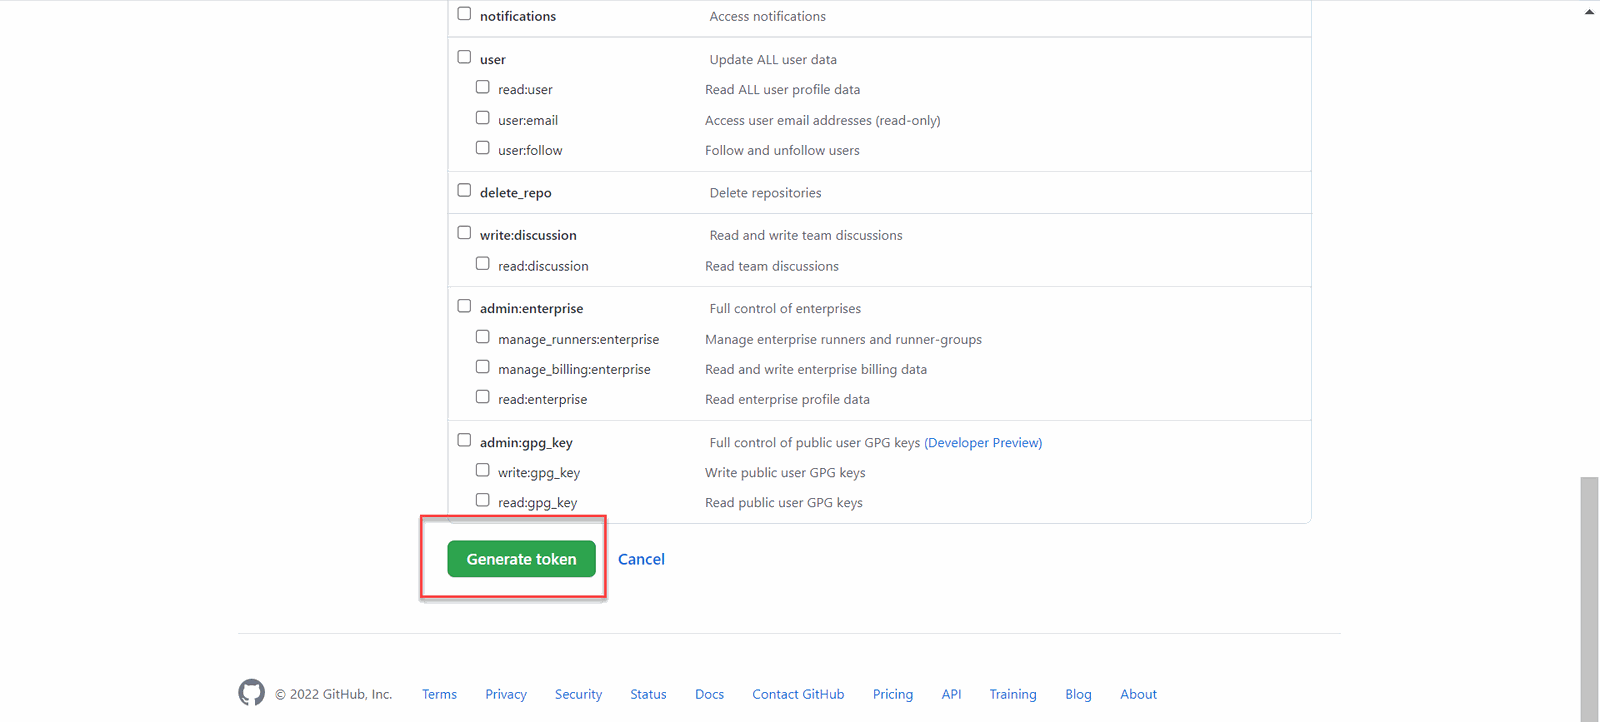 notifications Access notifications
user Update ALL user data
read:user Read ALL user profile data
user:email Access user email addresses (read-only)
user:follow Follow and unfollow users
delete_repo Delete repositories
write:discussion Read and write team discussions
read:discussion Read team discussions
admin:enterprise Full control of enterprises
manage_runners:enterprise Manage enterprise runners and runner-groups
manage_billing:enterprise Read and write enterprise billing data
read:enterprise Read enterprise profile data
admin:gpg_key Full control of public user GPG keys (Developer Preview)
write:gpg_key Write public user GPG keys
read:gpg_key Read public user GPG keys
Generate token Cancel
© 2022 GitHub, Inc. Terms Privacy Security Status Docs Contact GitHub Pricing API Training Blog About